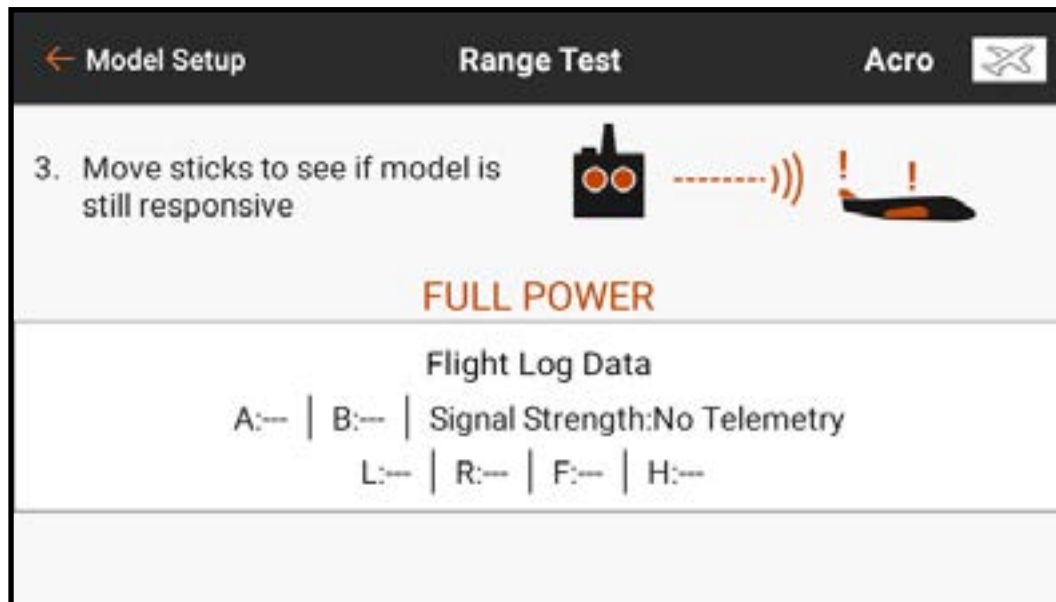 ← Model Setup Range Test Acro
3. Move sticks to see if model is
still responsive
FULL POWER
Flight Log Data
A:--- | B:--- | Signal Strength:No Telemetry
L:--- | R:--- | F:--- | H:---